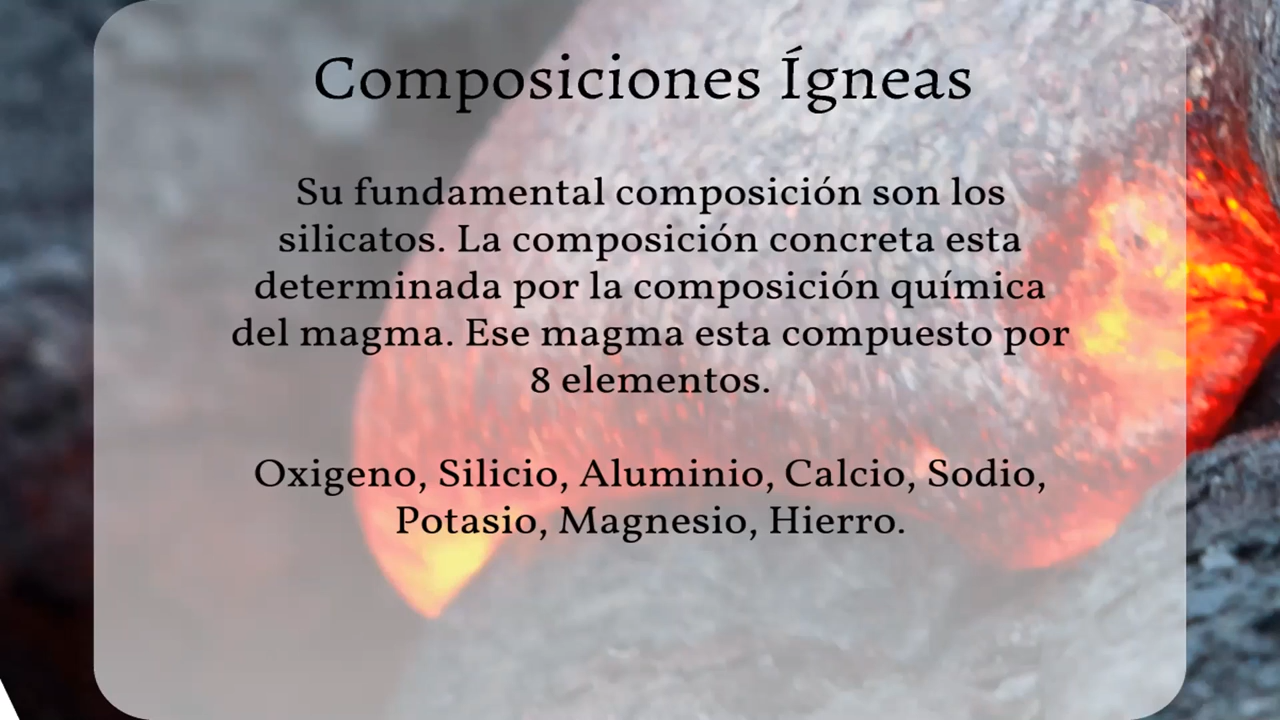 Composiciones Ígneas
Su fundamental composición son los
silicatos. La composición concreta esta
determinada por la composición química
del magma. Ese magma esta compuesto por
8 elementos.
Oxigeno, Silicio, Aluminio, Calcio, Sodio,
Potasio, Magnesio, Hierro.